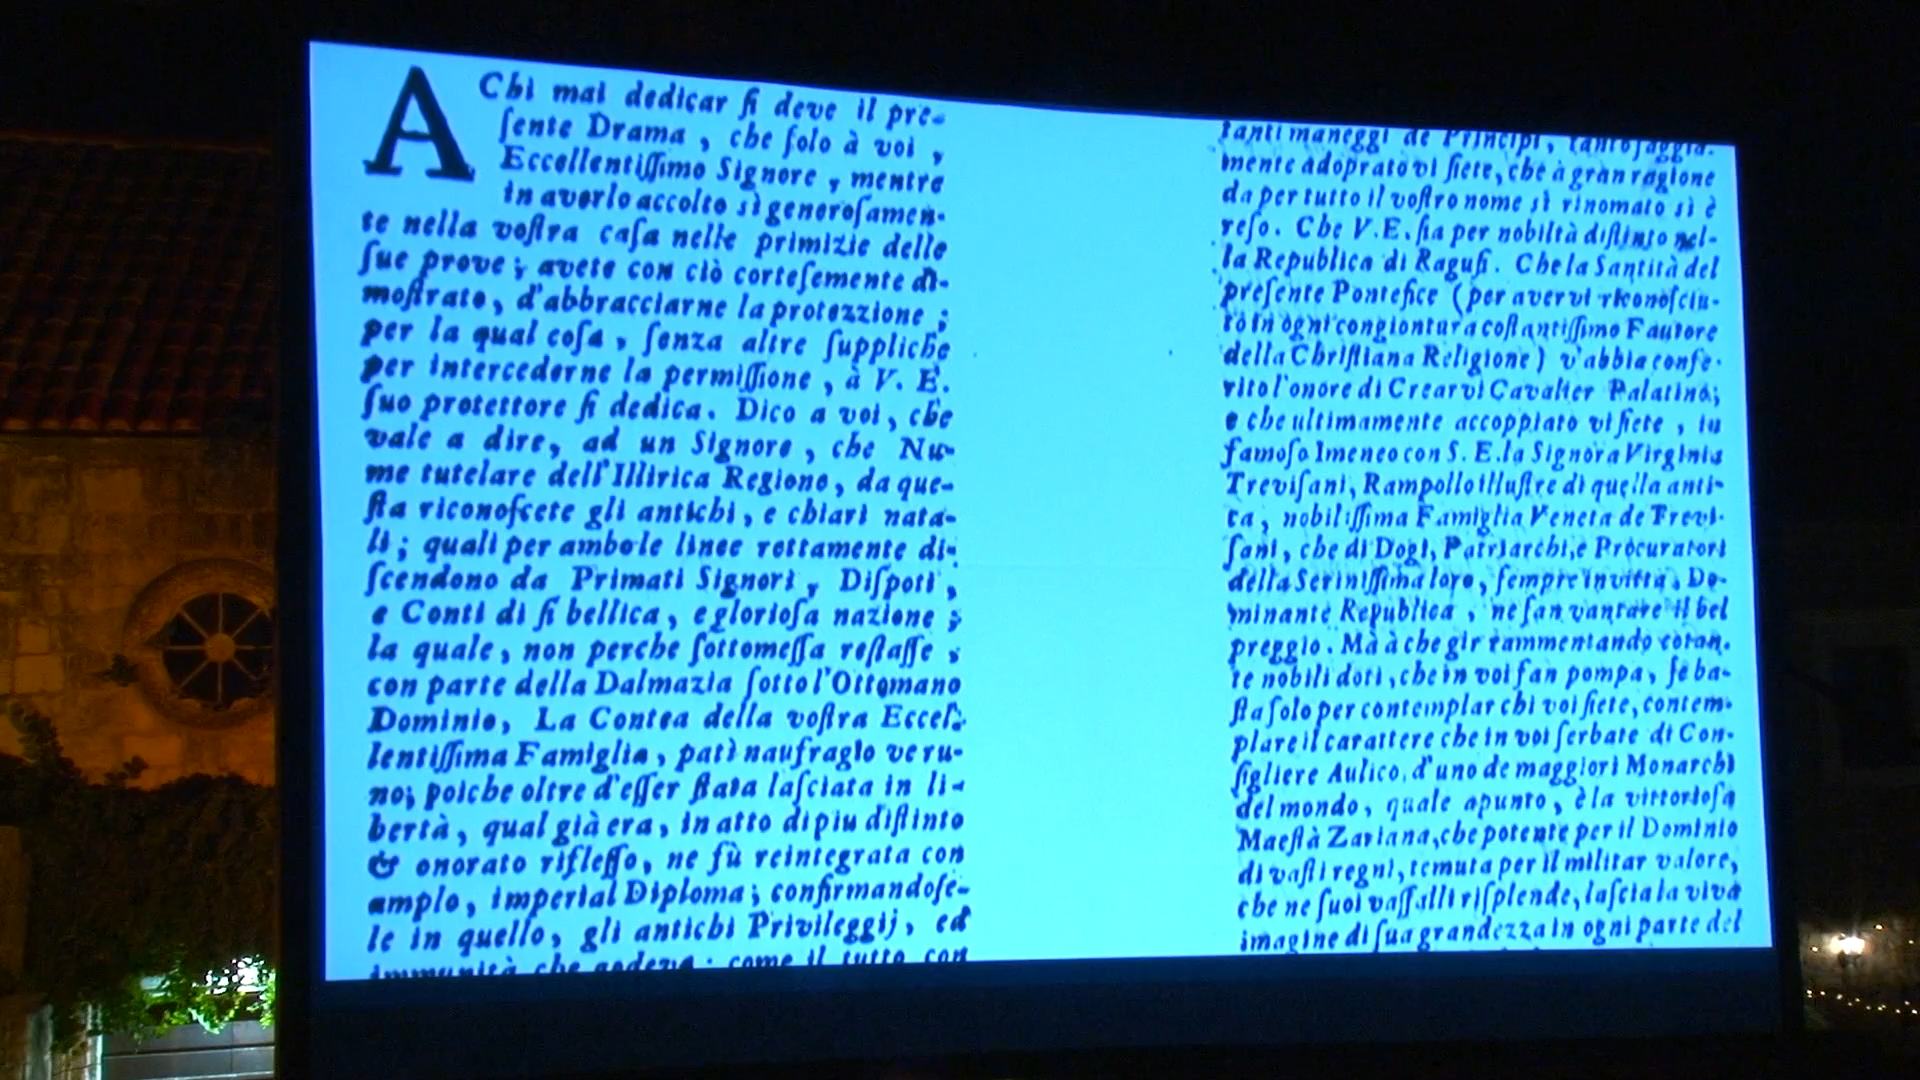 A Chi mai dedicar ſi deve il pre-
ſente Drama, che ſolo à voi,
Eccellentiſſimo Signore, mentre
in averlo accolto sì generoſamen-
te nella voſtra caſa nelle primizie delle
ſue prove; avete con ciò corteſemente di-
moſtrato, d'abbracciarne la protezzione;
per la qual coſa, ſenza altre ſuppliche
per intercederne la permiſſione, à V. E.
ſuo protettore ſi dedica. Dico a voi, che
vale a dire, ad un Signore, che Nu-
me tutelare dell'Illirica Regione, da que-
ſta riconoſcete gli antichi, e chiari nata-
li; quali per ambole linee rettamente di-
ſcendono da Primati Signori, Diſpoti,
e Conti di ſi bellica, e glorioſa nazione;
la quale, non perche ſottomeſſa reſtaſſe,
con parte della Dalmazia ſotto l'Ottomano
Dominio, La Contea della voſtra Eccel-
lentiſſima Famiglia, patì naufragio veru-
no; poiche oltre d'eſſer ſtata laſciata in li-
bertà, qual già era, in atto di piu diſtinto
& onorato rifleſſo, ne fù reintegrata con
amplo, imperial Diploma; confirmandoſe-
le in quello, gli antichi Privileggij, ed
immunità che godeva; come il tutto con
tanti maneggi de Principi, tanto ſaggia-
mente adoprato vi ſiete, che à gran ragione
da per tutto il voſtro nome sì rinomato si è
reſo. Che V.E. ſia per nobiltà diſtinto nel-
la Republica di Raguſi. Che la Santità del
preſente Pontefice (per avervi riconoſciu-
to in ogni congiontura coſtantiſſimo Fautore
della Chriſtiana Religione) v'abbia confe-
rito l'onore di Crearvi Cavalier Palatino;
e che ultimamente accoppiato vi ſiete, in
famoſo Imeneo con S. E. la Signora Virginia
Treviſani, Rampollo illuſtre di quella anti-
ca, nobiliſſima Famiglia Veneta de Trevi-
ſani, che di Dogi, Patriarchi, e Procuratori
della Seriniſſima loro, ſempre invitta, Do-
minante Republica, ne ſan vantare il bel
preggio. Mà à che gir rammentando cotan-
te nobili doti, che in voi fan pompa, ſe ba-
ſta ſolo per contemplar chi voi ſiete, contem-
plare il carattere che in voi ſerbate di Con-
ſigliere Aulico, d'uno de maggiori Monarchi
del mondo, quale apunto, è la vittorioſa
Maeſtà Zariana, che potente per il Dominio
di vaſti regni, temuta per il militar valore,
che ne ſuoi vaſſalli riſplende, laſcia la viva
imagine di ſua grandezza in ogni parte del